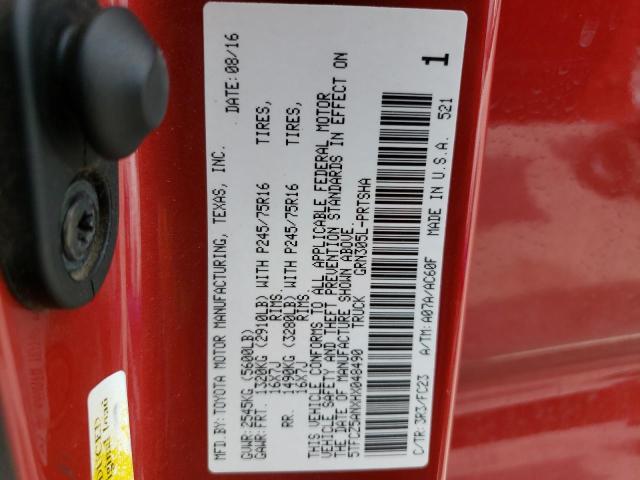 MFD.BY: TOYOTA MOTOR MANUFACTURING, TEXAS, INC. DATE: 08/16
GVWR: 2545KG (5600LB)
GAWR: FRT. 1320KG (2910LB) WITH P245/75R16 TIRES,
16X7J RIMS.
RR. 1490KG (3280LB) WITH P245/75R16 TIRES,
16X7J RIMS
THIS VEHICLE CONFORMS TO ALL APPLICABLE FEDERAL MOTOR
VEHICLE SAFETY AND THEFT PREVENTION STANDARDS IN EFFECT ON
THE DATE OF MANUFACTURE SHOWN ABOVE.
5TFCZ5ANXHX048490 TRUCK GRN305L-PRTSHA
C/TR: 3R3/FC23 A/TM: A07A/AC60F MADE IN U.S.A. 521
1